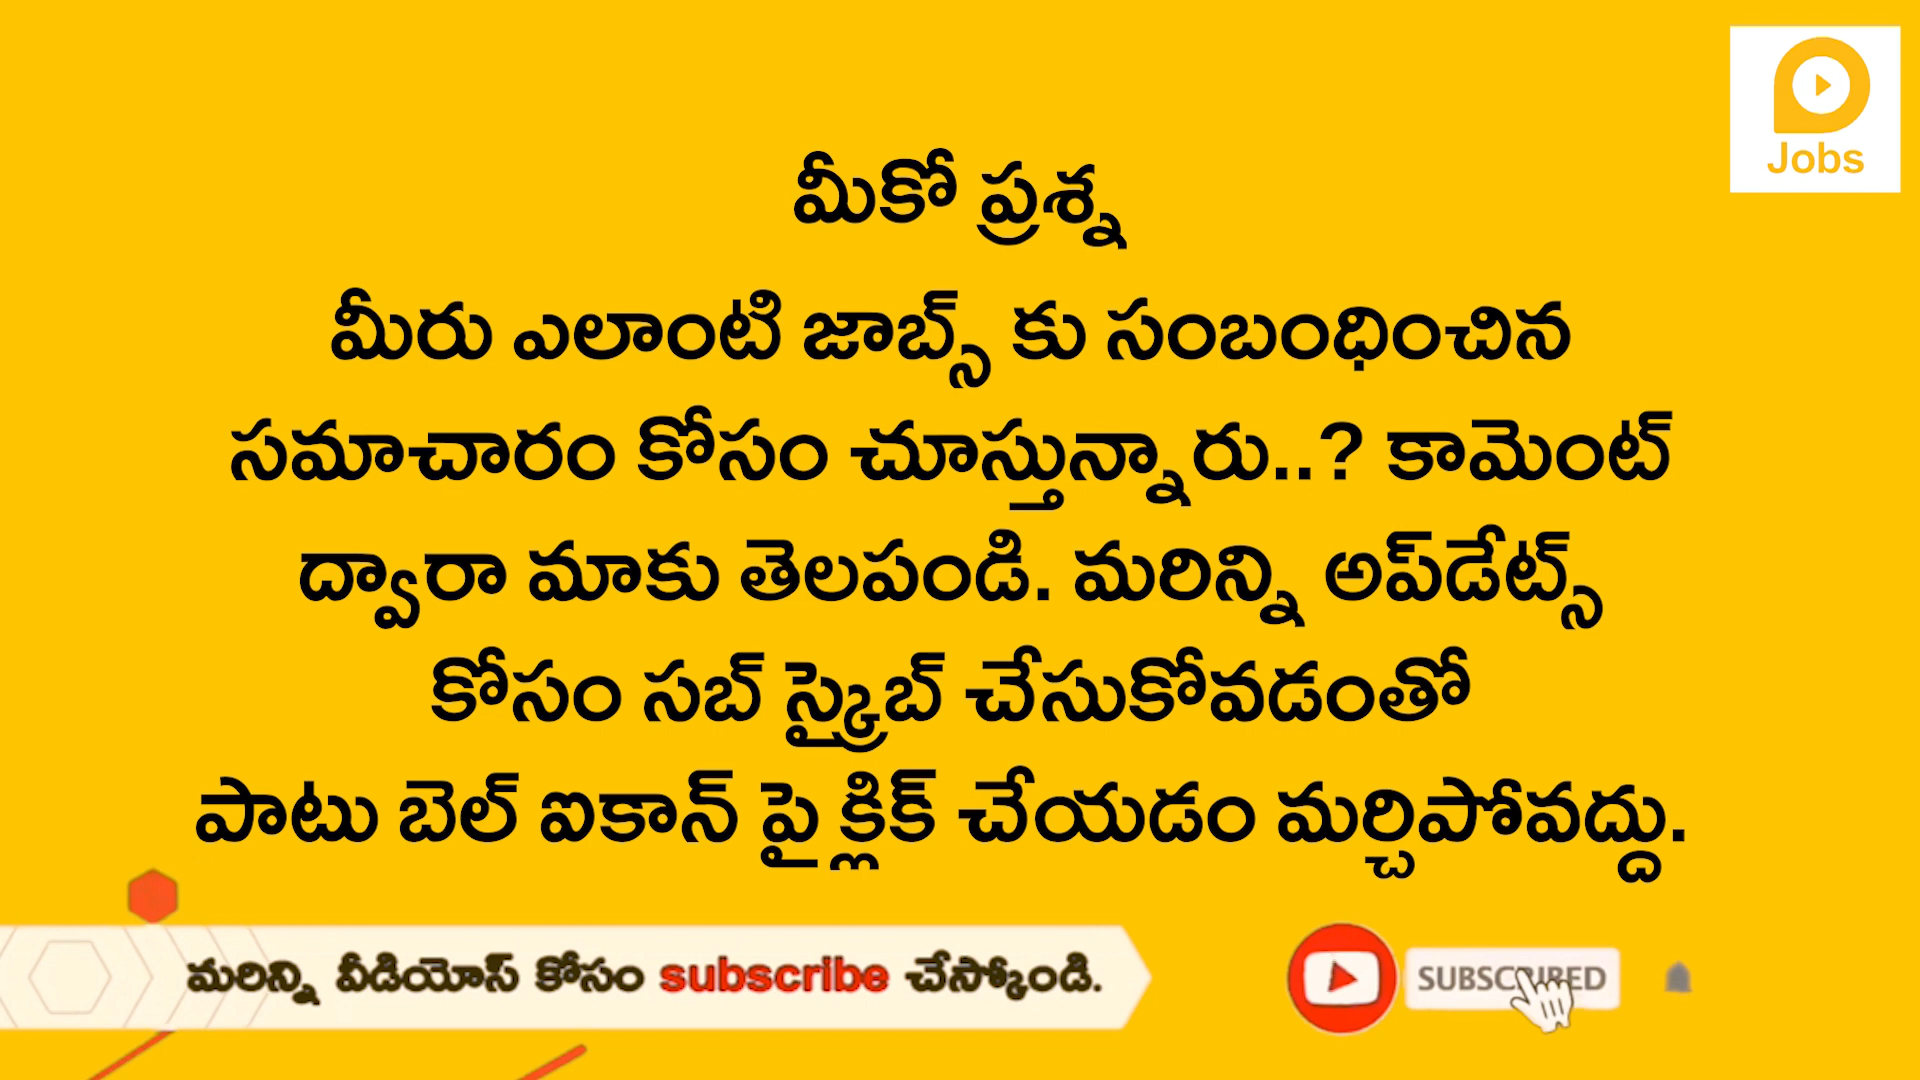 Jobs
మీకో ప్రశ్న
మీరు ఎలాంటి జాబ్స్ కు సంబంధించిన
సమాచారం కోసం చూస్తున్నారు..? కామెంట్
ద్వారా మాకు తెలపండి. మరిన్ని అప్‌డేట్స్
కోసం సబ్ స్క్రైబ్ చేసుకోవడంతో
పాటు బెల్ ఐకాన్ పై క్లిక్ చేయడం మర్చిపోవద్దు.
మరిన్ని వీడియోస్ కోసం subscribe చేస్కోండి.
SUBSCRIBED